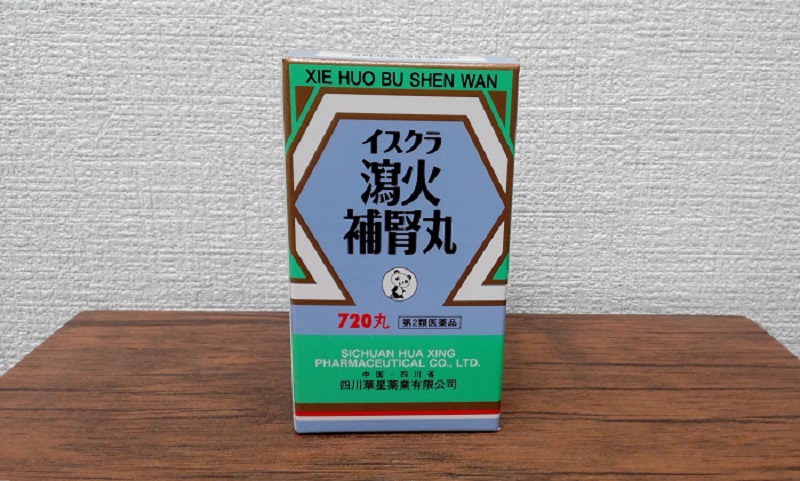 XIE HUO BU SHEN WAN
イスクラ
瀉火
補腎丸
720丸 第2類医薬品
SICHUAN HUA XING
PHARMACEUTICAL CO., LTD.
中国・四川省
四川華星薬業有限公司